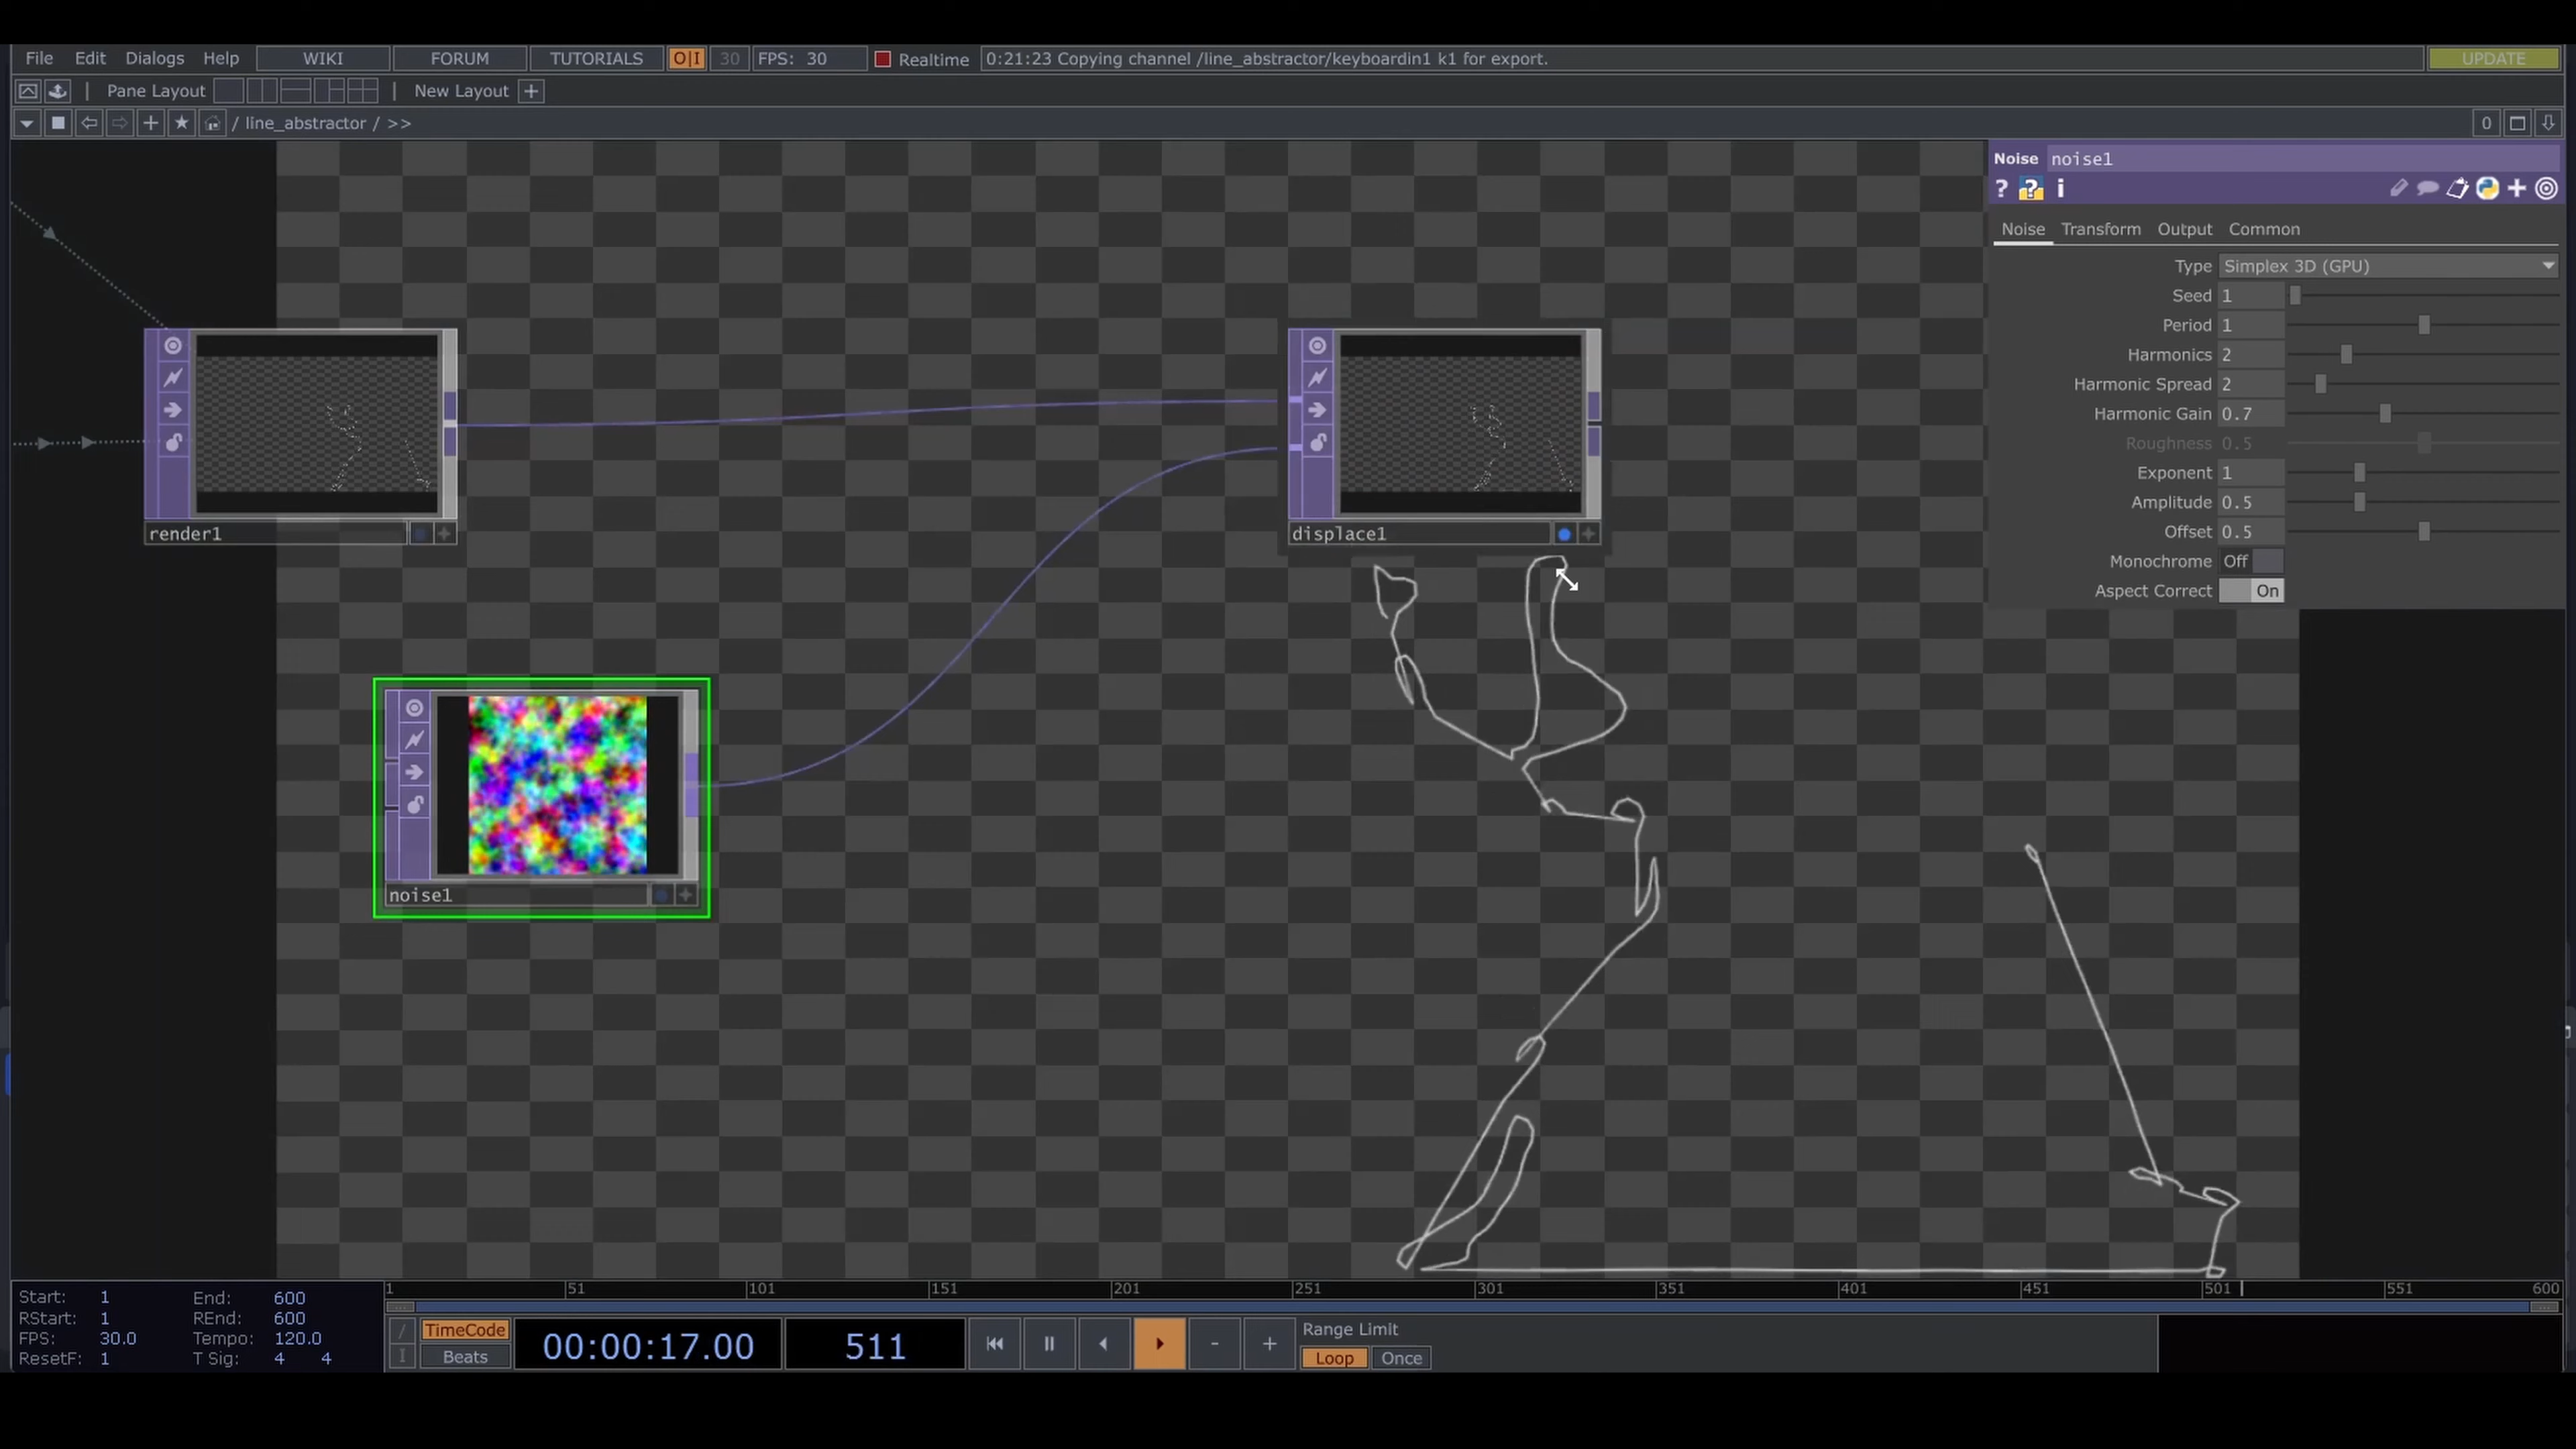 File Edit Dialogs Help WIKI FORUM TUTORIALS O|I 30 FPS: 30 Realtime 0:21:23 Copying channel /line_abstractor/keyboardin1 k1 for export. UPDATE
Pane Layout New Layout +
/ line_abstractor / >> 0
Noise noise1
? ? i
Noise Transform Output Common
Type Simplex 3D (GPU)
Seed 1
Period 1
Harmonics 2
Harmonic Spread 2
Harmonic Gain 0.7
Roughness 0.5
Exponent 1
Amplitude 0.5
Offset 0.5
Monochrome Off
Aspect Correct On
render1
displace1
noise1
1 51 101 151 201 251 301 351 401 451 501 551 600
Start: 1 End: 600
RStart: 1 REnd: 600
FPS: 30.0 Tempo: 120.0
ResetF: 1 T Sig: 4 4
/
I
TimeCode
Beats
00:00:17.00
511
- +
Range Limit
Loop Once